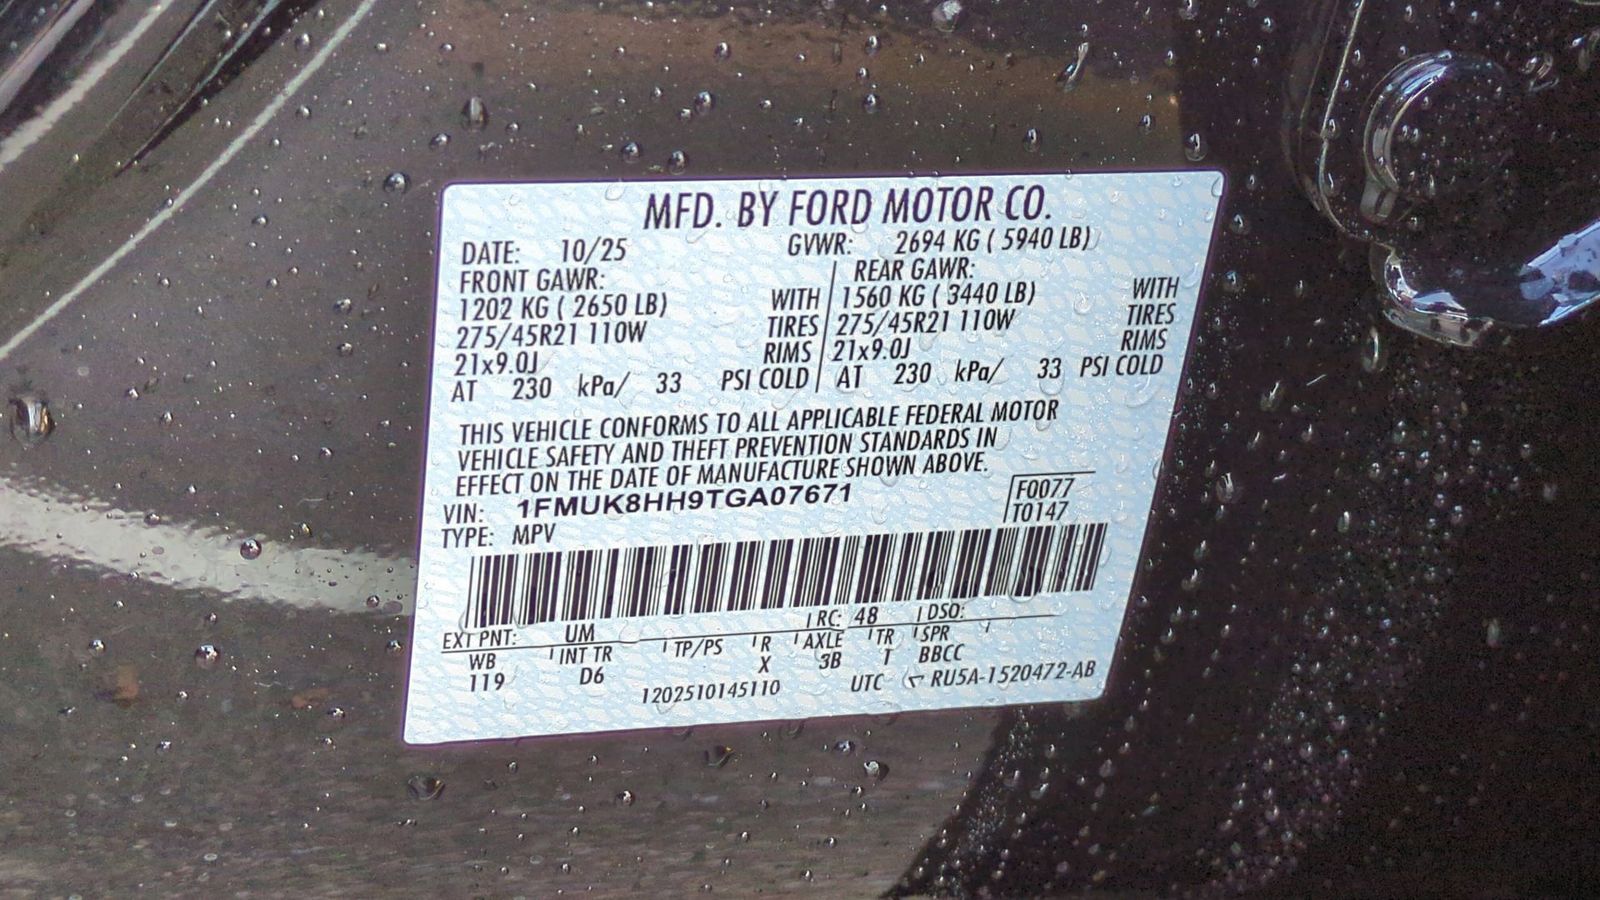 MFD. BY FORD MOTOR CO.
DATE: 10/25 GVWR: 2694 KG ( 5940 LB)
FRONT GAWR: REAR GAWR:
1202 KG ( 2650 LB) WITH 1560 KG ( 3440 LB) WITH
275/45R21 110W TIRES 275/45R21 110W TIRES
21x9.0J RIMS 21x9.0J RIMS
AT 230 kPa/ 33 PSI COLD AT 230 kPa/ 33 PSI COLD
THIS VEHICLE CONFORMS TO ALL APPLICABLE FEDERAL MOTOR
VEHICLE SAFETY AND THEFT PREVENTION STANDARDS IN
EFFECT ON THE DATE OF MANUFACTURE SHOWN ABOVE.
VIN: 1FMUK8HH9TGA07671 F0077
TYPE: MPV T0147
EXT PNT: UM RC: 48 DSO:
WB INT TR TP/PS R AXLE TR SPR
119 D6 X 3B T BBCC
1202510145110 UTC RU5A-1520472-AB